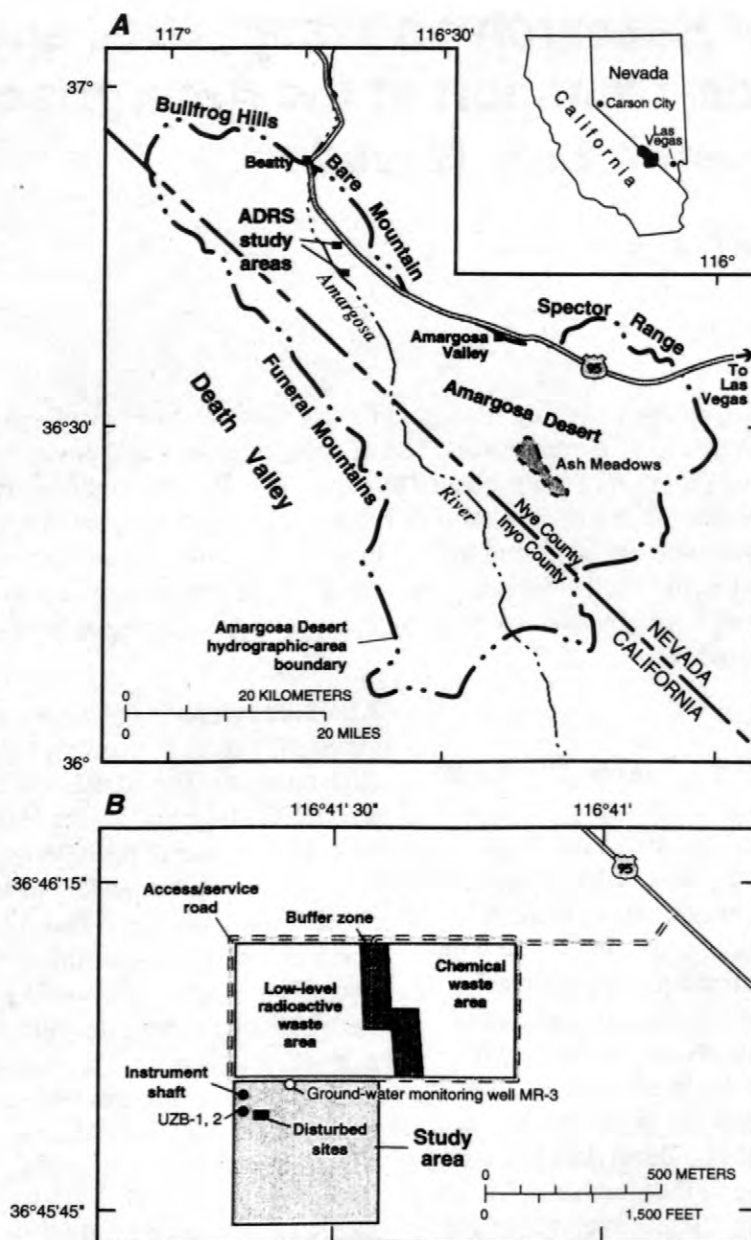 A
117°
116°30'
37°
Bullfrog Hills
Beatty
Bare Mountain
ADRS
study
areas
Amargosa
River
Nevada
Carson City
Las
Vegas
California
116°
Spector Range
Amargosa
Valley
95
To
Las
Vegas
Amargosa Desert
Ash Meadows
36°30'
Funeral Mountains
Death Valley
Nye County
Inyo County
NEVADA
CALIFORNIA
Amargosa Desert
hydrographic-area
boundary
0 20 KILOMETERS
0 20 MILES
36°
B
116°41' 30"
116°41'
95
36°46'15"
Access/service
road
Buffer zone
Low-level
radioactive
waste
area
Chemical
waste
area
Instrument
shaft
Ground-water monitoring well MR-3
UZB-1, 2
Disturbed
sites
Study
area
36°45'45"
0 500 METERS
0 1,500 FEET